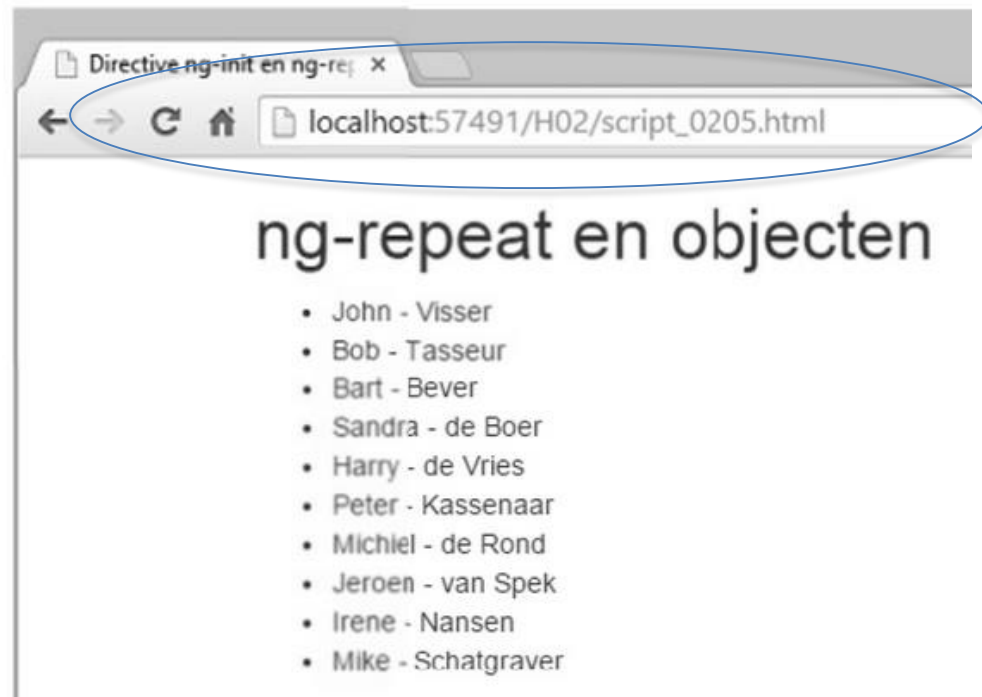 Directive ng-init en ng-rep
localhost:57491/H02/script_0205.html
ng-repeat en objecten
• John - Visser
• Bob - Tasseur
• Bart - Bever
• Sandra - de Boer
• Harry - de Vries
• Peter - Kassenaar
• Michiel - de Rond
• Jeroen - van Spek
• Irene - Nansen
• Mike - Schatgraver